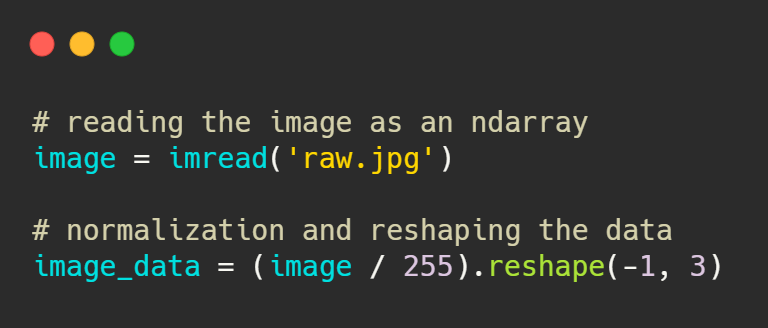 # reading the image as an ndarray
image = imread('raw.jpg')
# normalization and reshaping the data
image_data = (image / 255).reshape(-1, 3)